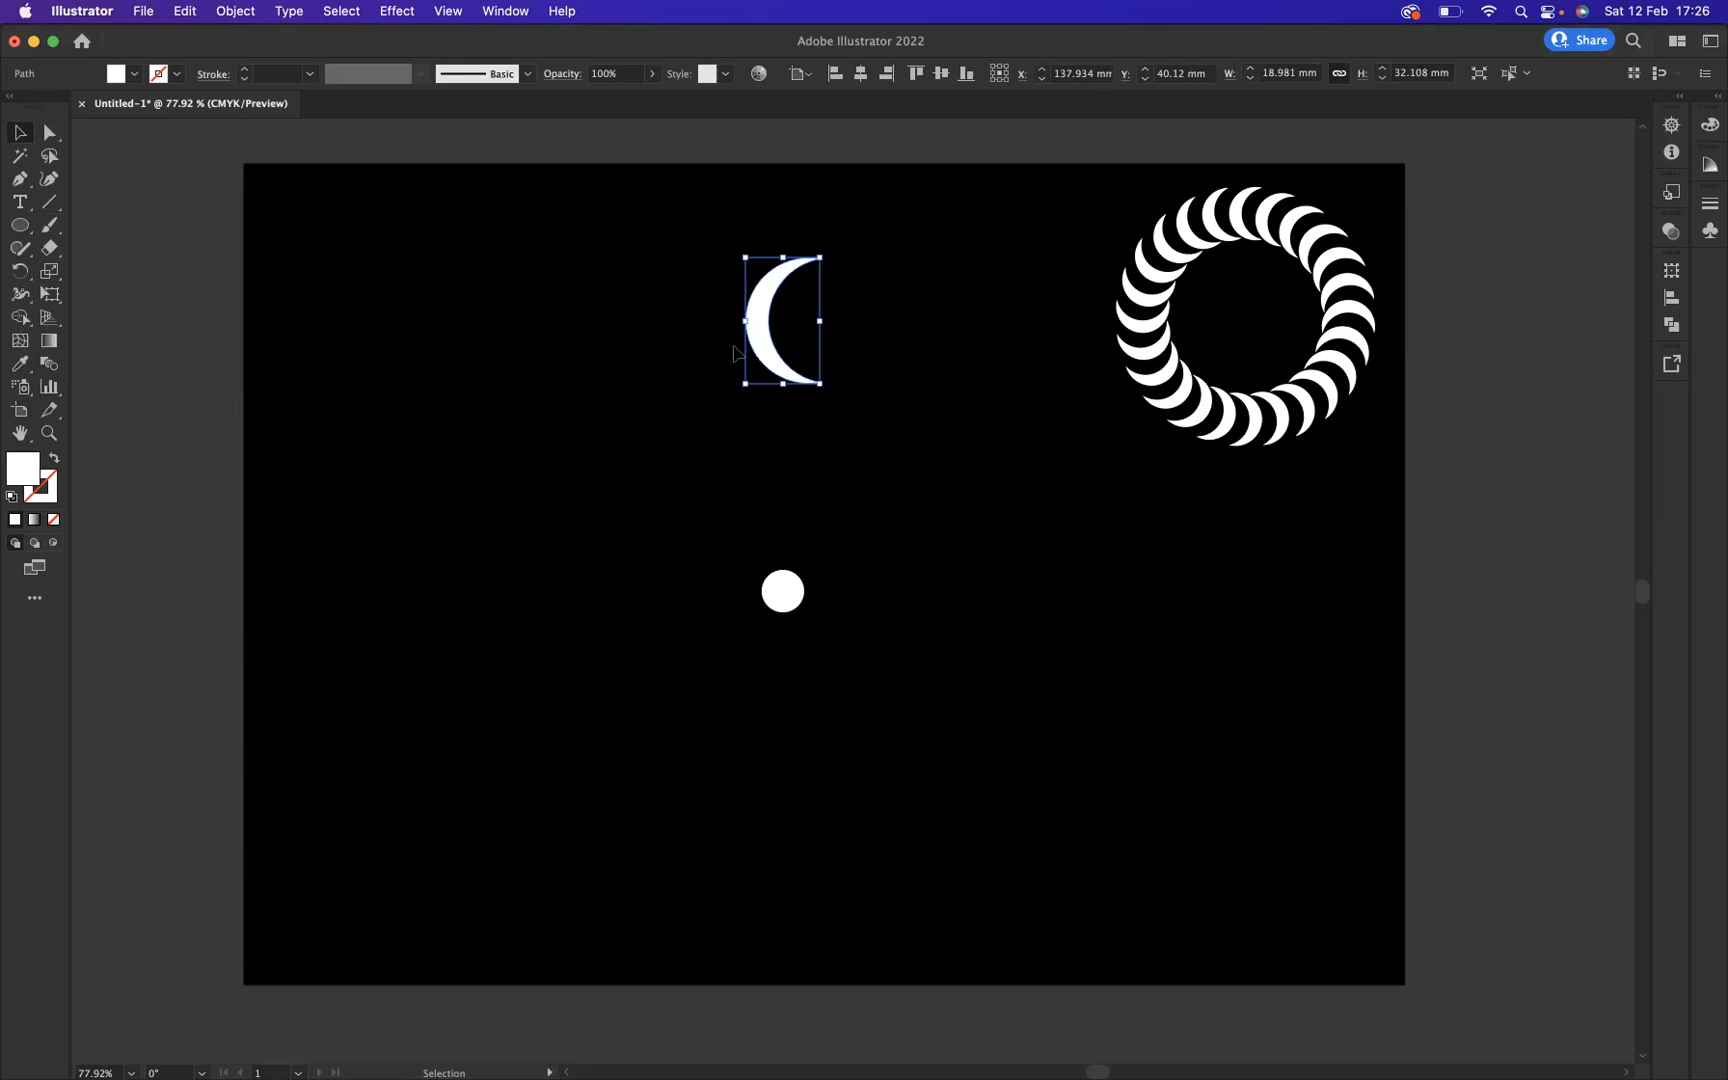 Illustrator File Edit Object Type Select Effect View Window Help Sat 12 Feb 17:26
Adobe Illustrator 2022 Share
Path Stroke: Basic Opacity: 100% Style: X: 137.934 mm Y: 40.12 mm W: 18.981 mm H: 32.108 mm
× Untitled-1* @ 77.92 % (CMYK/Preview)
77.92% 0° 1 Selection